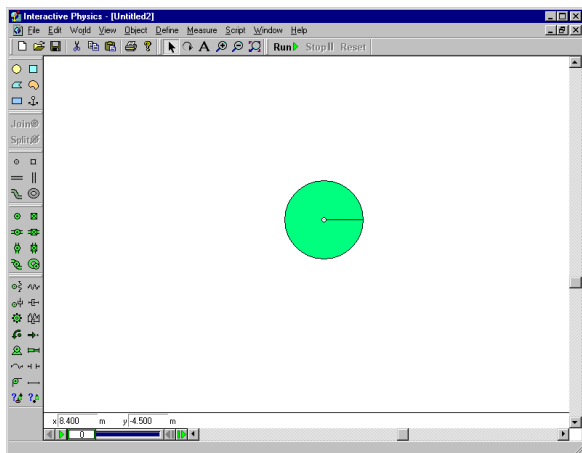 Interactive Physics - [Untitled2]
File Edit World View Object Define Measure Script Window Help
A Run Stop Reset
Join
Split
x 8.400 m y -4.500 m
0